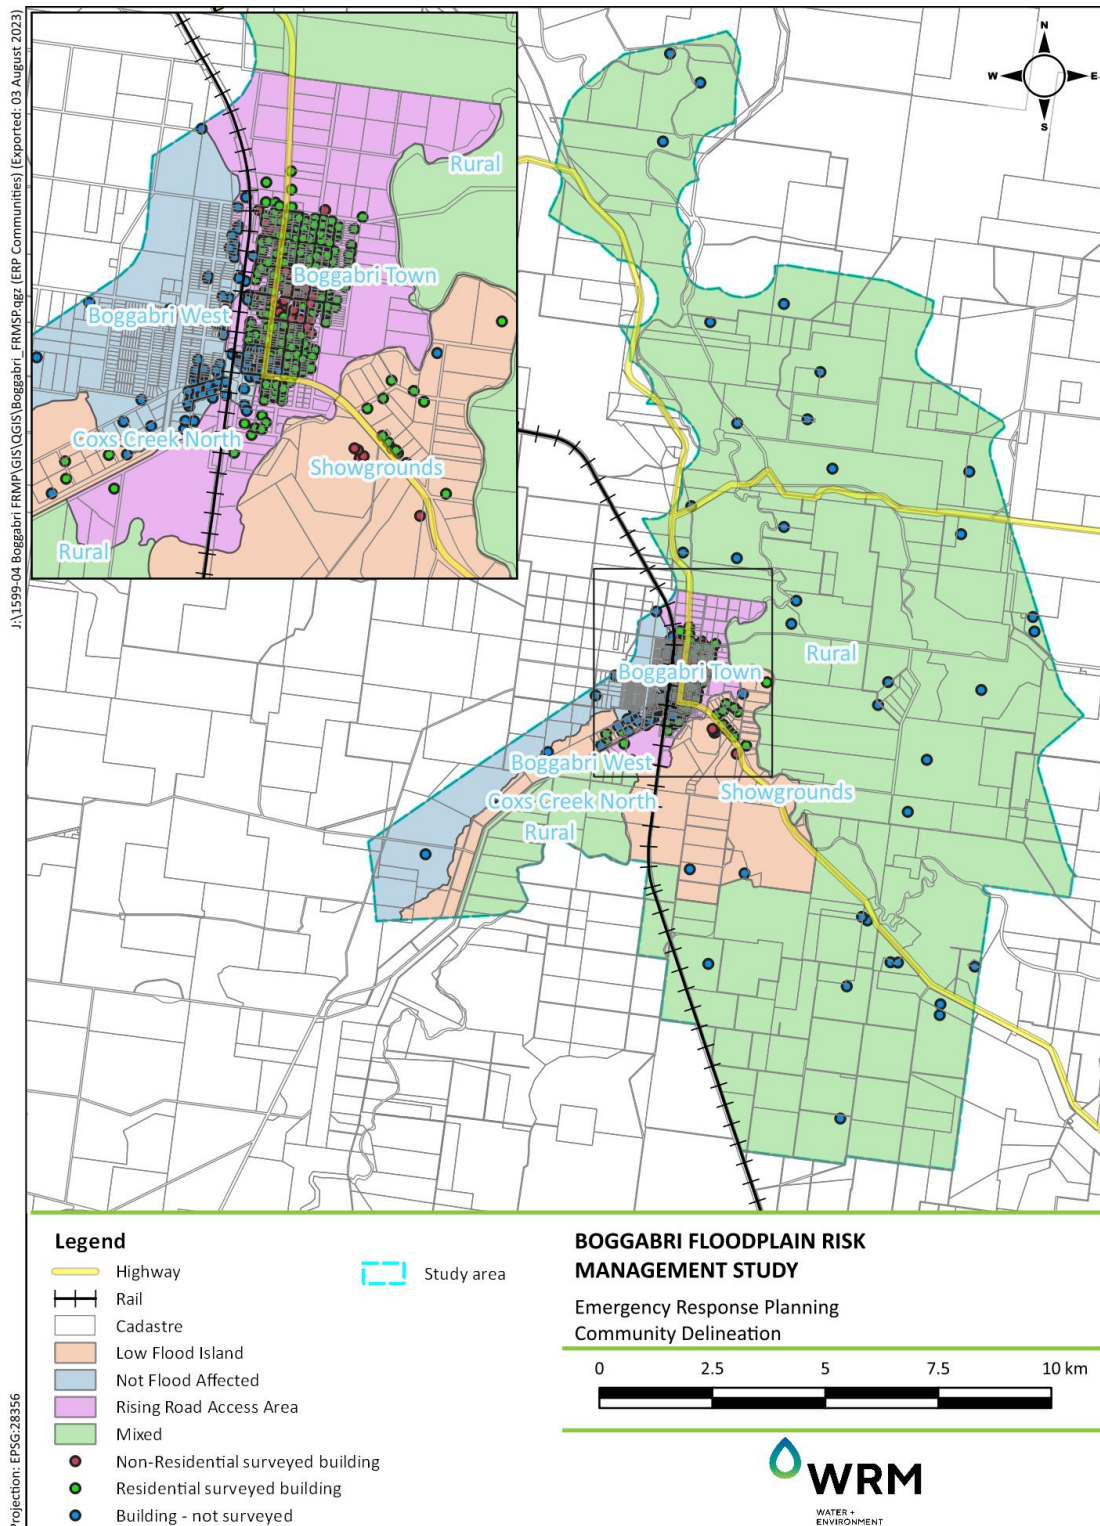 J:\1599-04 Boggabri FRMP\GIS\QGIS\Boggabri_FRMSP.qgz (ERP Communities) (Exported: 03 August 2023)
Projection: EPSG:28356
N
W
E
S
Rural
Boggabri Town
Boggabri West
Coxs Creek North
Showgrounds
Rural
Rural
Boggabri Town
Boggabri West
Coxs Creek North
Showgrounds
Rural
Legend
Highway
Rail
Cadastre
Low Flood Island
Not Flood Affected
Rising Road Access Area
Mixed
Non-Residential surveyed building
Residential surveyed building
Building - not surveyed
Study area
BOGGABRI FLOODPLAIN RISK
MANAGEMENT STUDY
Emergency Response Planning
Community Delineation
0 2.5 5 7.5 10 km
WRM
WATER +
ENVIRONMENT